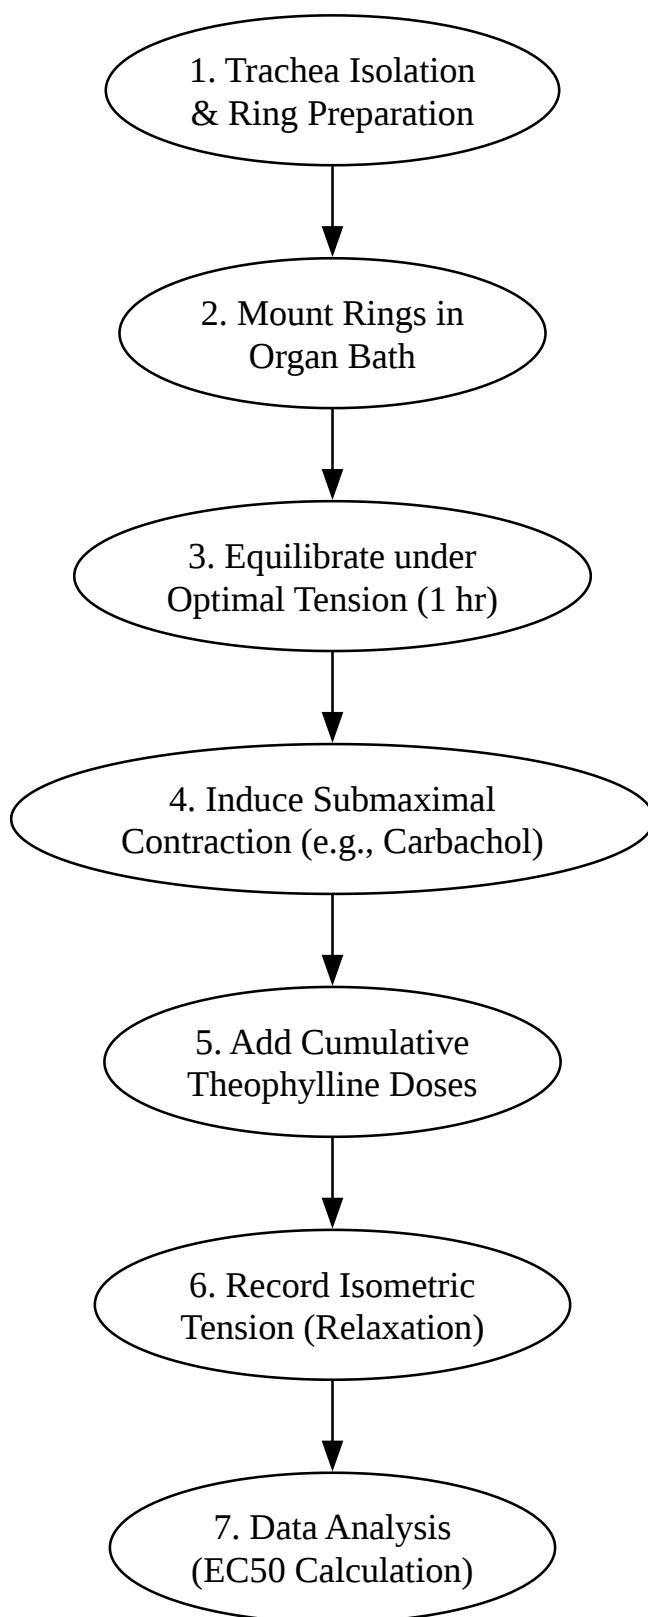 1. Trachea Isolation
& Ring Preparation
2. Mount Rings in
Organ Bath
3. Equilibrate under
Optimal Tension (1 hr)
4. Induce Submaximal
Contraction (e.g., Carbachol)
5. Add Cumulative
Theophylline Doses
6. Record Isometric
Tension (Relaxation)
7. Data Analysis
(EC50 Calculation)